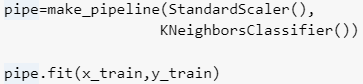 pipe=make_pipeline(StandardScaler(),
KNeighborsClassifier())
pipe.fit(x_train,y_train)